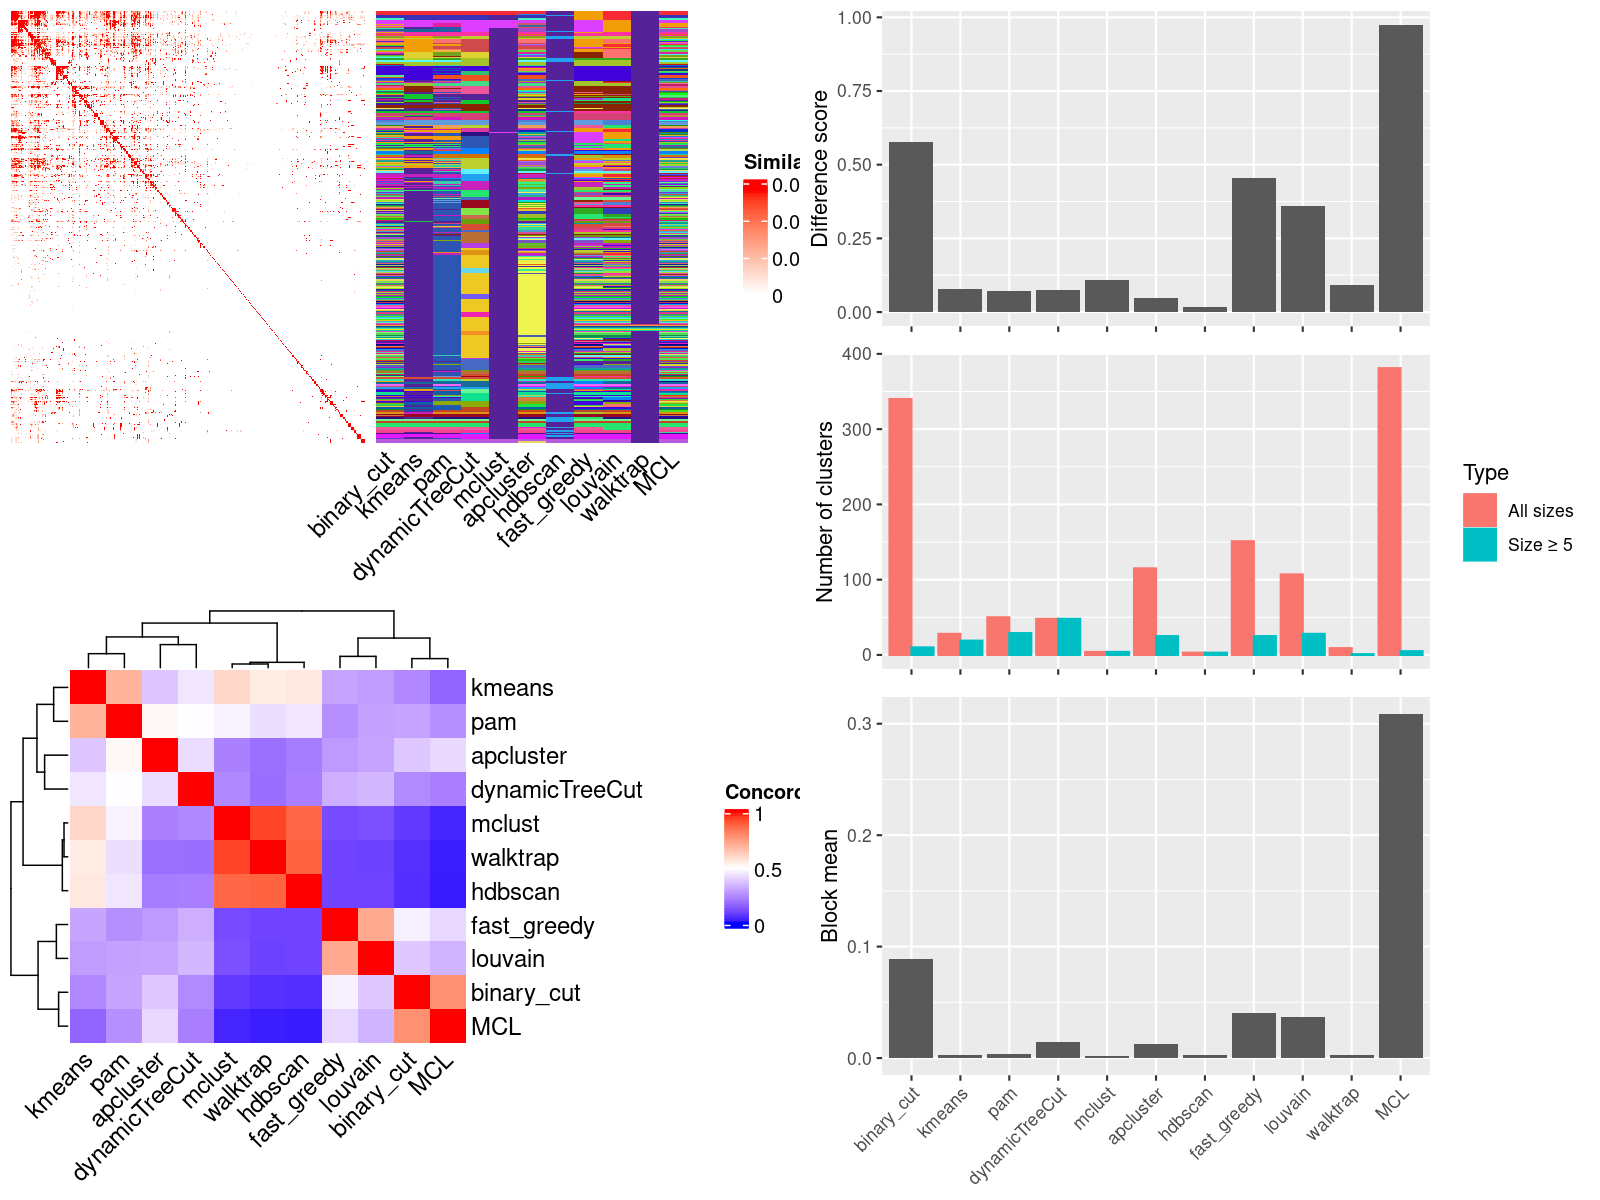 Simila
0.0
0.0
0.0
0
binary_cut
kmeans
pam
dynamicTreeCut
mclust
apcluster
hdbscan
fast_greedy
louvain
walktrap
MCL
Difference score
1.00
0.75
0.50
0.25
0.00
Number of clusters
400
300
200
100
0
Type
All sizes
Size ≥ 5
Block mean
0.3
0.2
0.1
0.0
binary_cut
kmeans
pam
dynamicTreeCut
mclust
apcluster
hdbscan
fast_greedy
louvain
walktrap
MCL
kmeans
pam
apcluster
dynamicTreeCut
mclust
walktrap
hdbscan
fast_greedy
louvain
binary_cut
MCL
kmeans
pam
apcluster
dynamicTreeCut
mclust
walktrap
hdbscan
fast_greedy
louvain
binary_cut
MCL
Concord
1
0.5
0